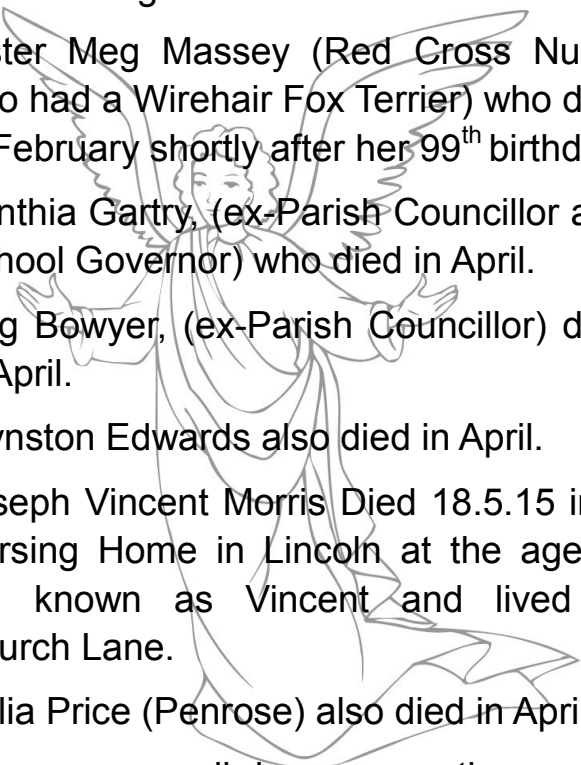 ster Meg Massey (Red Cross Nu
o had a Wirehair Fox Terrier) who d
February shortly after her 99th birthd
nthia Gartry, (ex-Parish Councillor a
hool Governor) who died in April.
g Bowyer, (ex-Parish Councillor) d
April.
nston Edwards also died in April.
seph Vincent Morris Died 18.5.15 i
rsing Home in Lincoln at the age
known as Vincent and lived
urch Lane.
lia Price (Penrose) also died in Apri